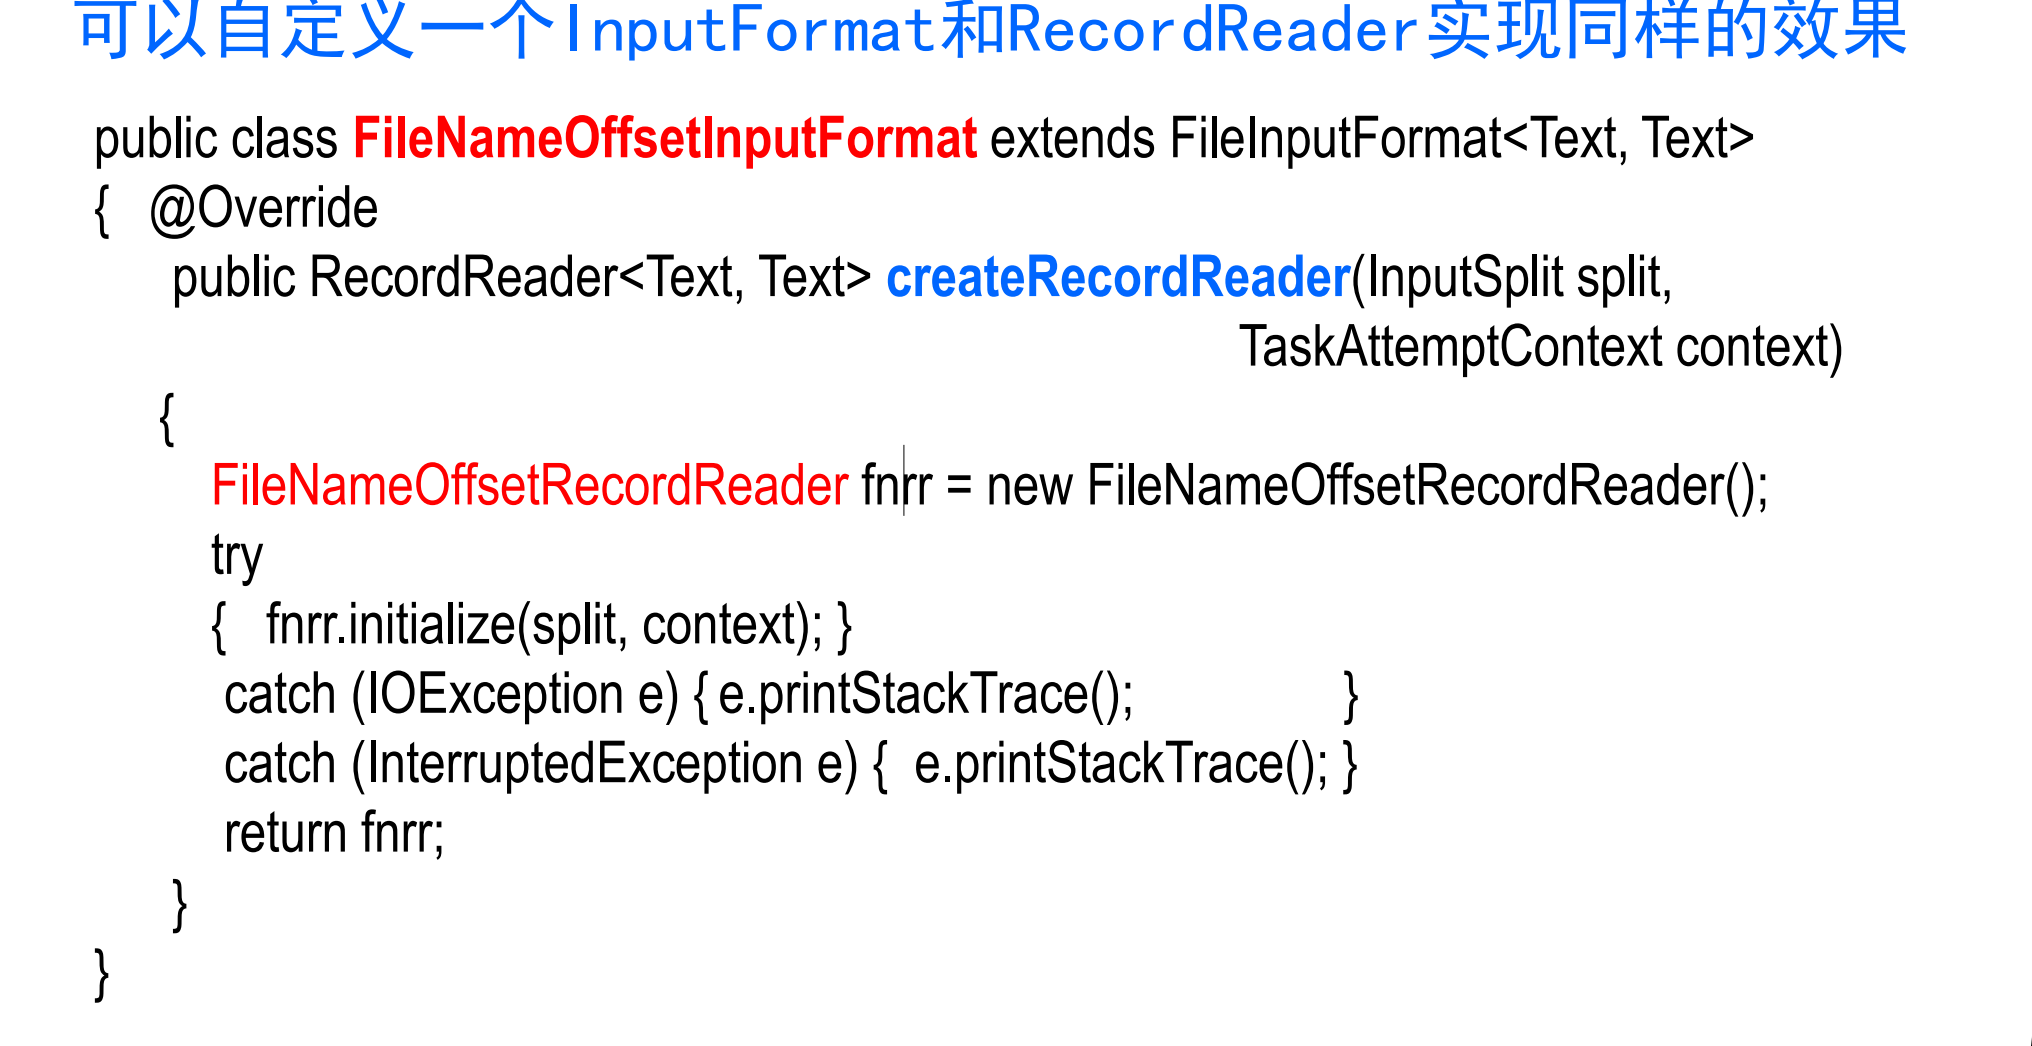 可以自定义一个InputFormat和RecordReader实现同样的效果
public class FileNameOffsetInputFormat extends FileInputFormat<Text, Text>
{ @Override
public RecordReader<Text, Text> createRecordReader(InputSplit split,
TaskAttemptContext context)
{
FileNameOffsetRecordReader fnrr = new FileNameOffsetRecordReader();
try
{ fnrr.initialize(split, context); }
catch (IOException e) { e.printStackTrace(); }
catch (InterruptedException e) { e.printStackTrace(); }
return fnrr;
}
}